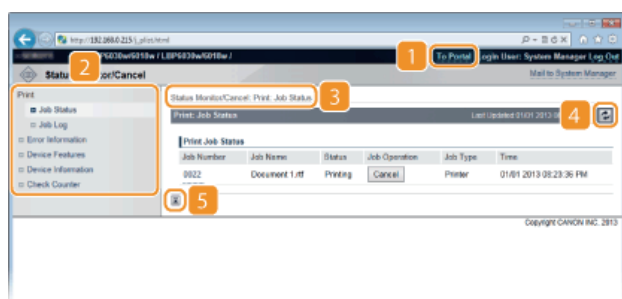 http://192.168.0.215/j_plist.html
LBP6030w/6018w / LBP6030w/6018w /
1
To Portal
Login User: System Manager Log Out
2
Status Monitor/Cancel
Mail to System Manager
Print
Job Status
Job Log
Error Information
Device Features
Device Information
Check Counter
Status Monitor/Cancel: Print: Job Status
3
Print: Job Status
Last Updated 01/01 2013 08
4
Print Job Status
Job Number Job Name Status Job Operation Job Type Time
0022 Document 1.rtf Printing Cancel Printer 01/01 2013 08:23:36 PM
5
Copyright CANON INC. 2013